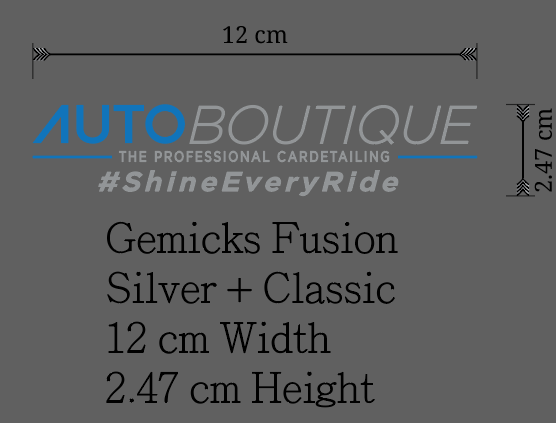 12 cm
AUTOBOUTIQUE
THE PROFESSIONAL CARDETAILING
#ShineEveryRide
2.47 cm
Gemicks Fusion
Silver + Classic
12 cm Width
2.47 cm Height